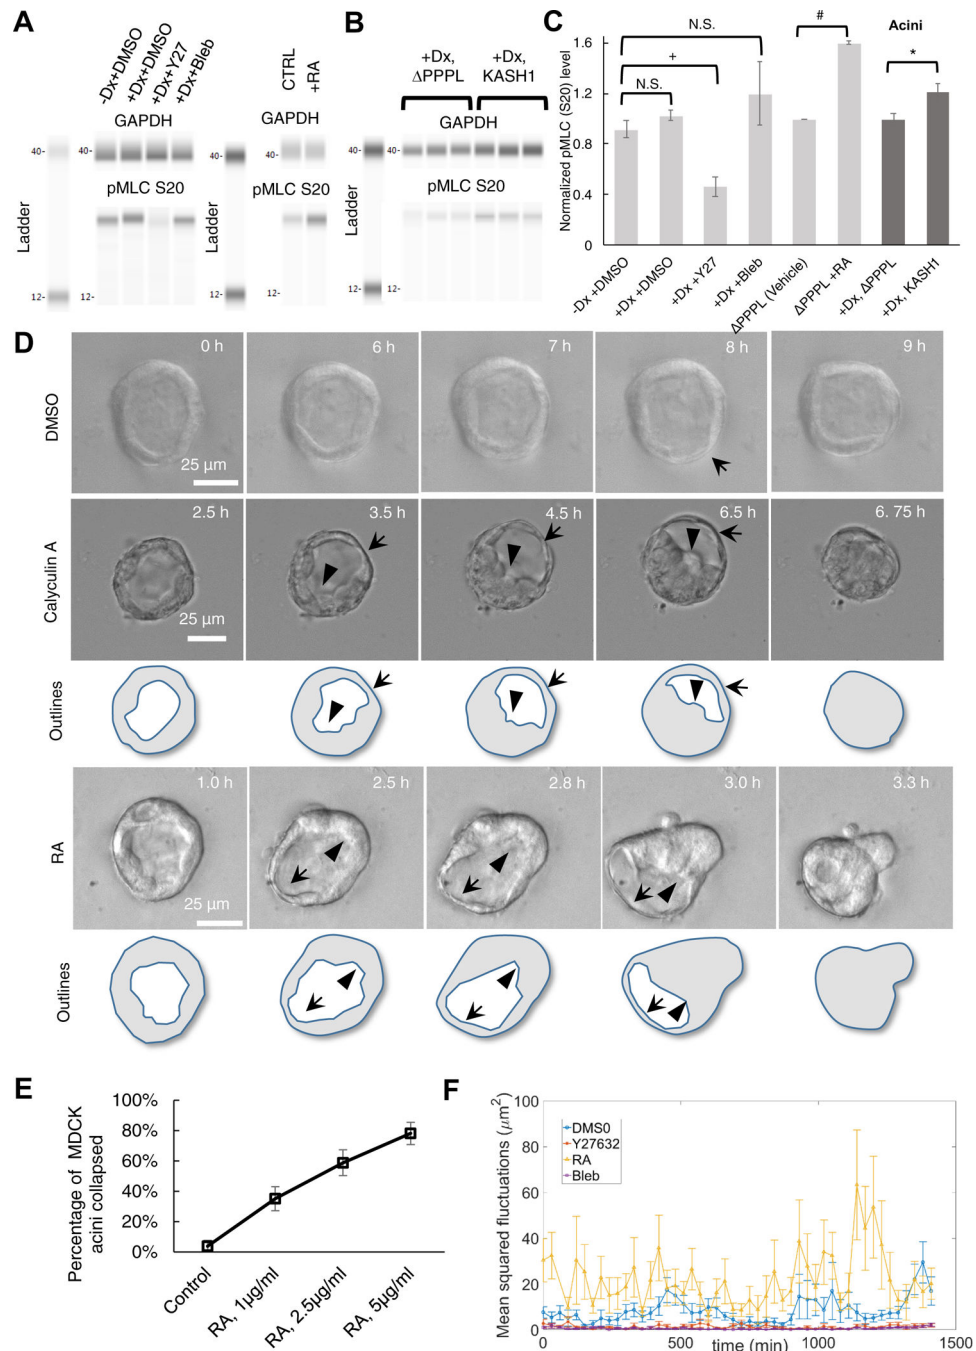 A
-Dx+DMSO
+Dx+DMSO
+Dx+Y27
+Dx+Bleb
GAPDH
40-
pMLC S20
Ladder
12-
12-
CTRL
+RA
GAPDH
40-
40-
pMLC S20
Ladder
12-
12-
B
+Dx, ΔPPPL
+Dx, KASH1
GAPDH
40-
pMLC S20
Ladder
12-
C
Normalized pMLC (S20) level
1.6
1.2
0.8
0.4
0
N.S.
+
N.S.
#
Acini
*
-Dx +DMSO
+Dx +DMSO
+Dx +Y27
+Dx +Bleb
ΔPPPL (Vehicle)
ΔPPPL +RA
+Dx, ΔPPPL
+Dx, KASH1
D
DMSO
0 h
6 h
7 h
8 h
9 h
25 µm
Calyculin A
2.5 h
3.5 h
4.5 h
6.5 h
6. 75 h
25 µm
Outlines
RA
1.0 h
2.5 h
2.8 h
3.0 h
3.3 h
25 µm
Outlines
E
Percentage of MDCK
acini collapsed
100%
80%
60%
40%
20%
0%
Control
RA, 1µg/ml
RA, 2.5µg/ml
RA, 5µg/ml
F
Mean squared fluctuations (µm²)
100
80
60
40
20
0
DMS0
Y27632
RA
Bleb
0
500
1000
1500
time (min)